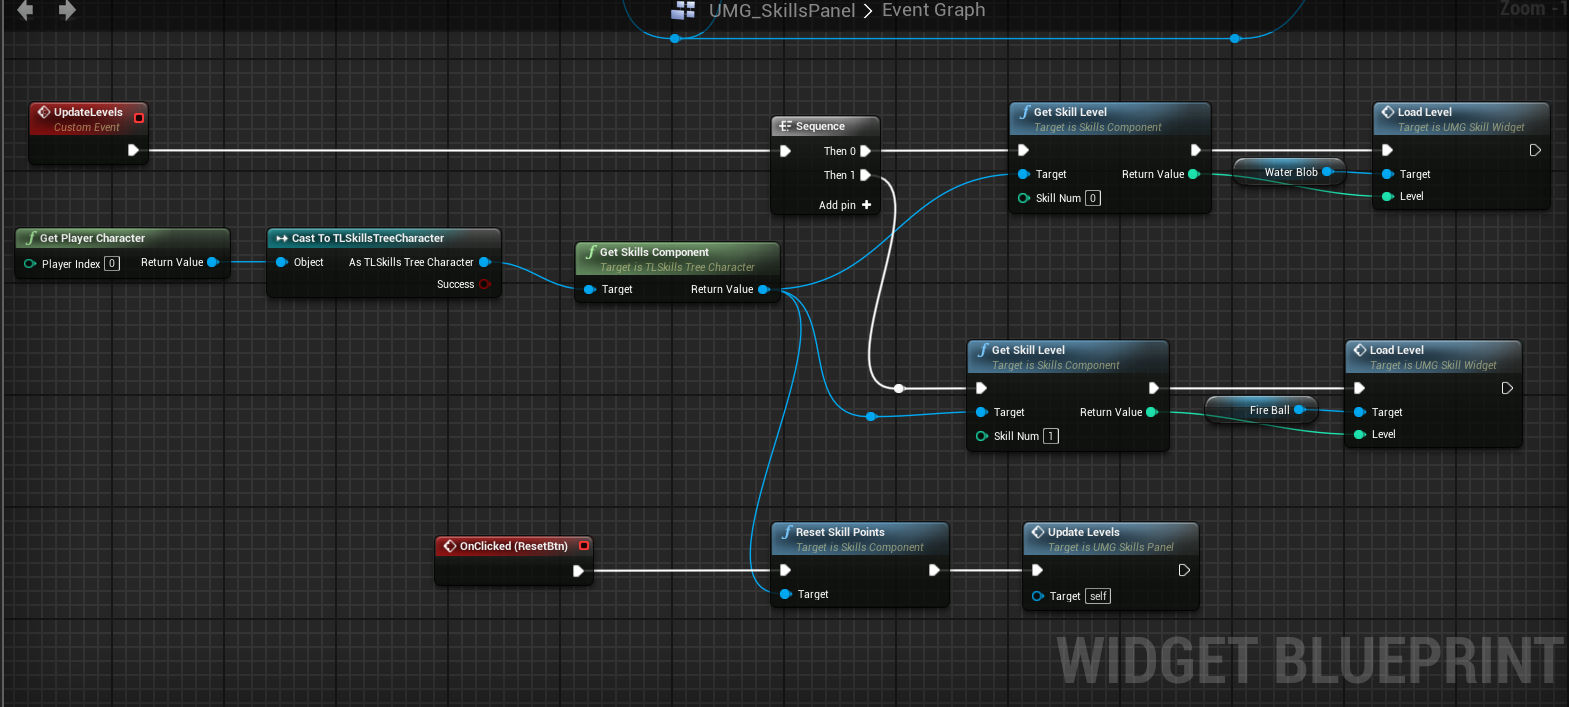 UMG_SkillsPanel > Event Graph
Zoom -1
UpdateLevels
Custom Event
Sequence
Then 0
Then 1
Add pin +
Get Skill Level
Target is Skills Component
Target
Return Value
Skill Num 0
Water Blob
Load Level
Target is UMG Skill Widget
Target
Level
Get Player Character
Player Index 0
Return Value
Cast To TLSkillsTreeCharacter
Object
As TLSkills Tree Character
Success
Get Skills Component
Target is TLSkills Tree Character
Target
Return Value
Get Skill Level
Target is Skills Component
Target
Return Value
Skill Num 1
Fire Ball
Load Level
Target is UMG Skill Widget
Target
Level
OnClicked (ResetBtn)
Reset Skill Points
Target is Skills Component
Target
Update Levels
Target is UMG Skills Panel
Target self
WIDGET BLUEPRINT